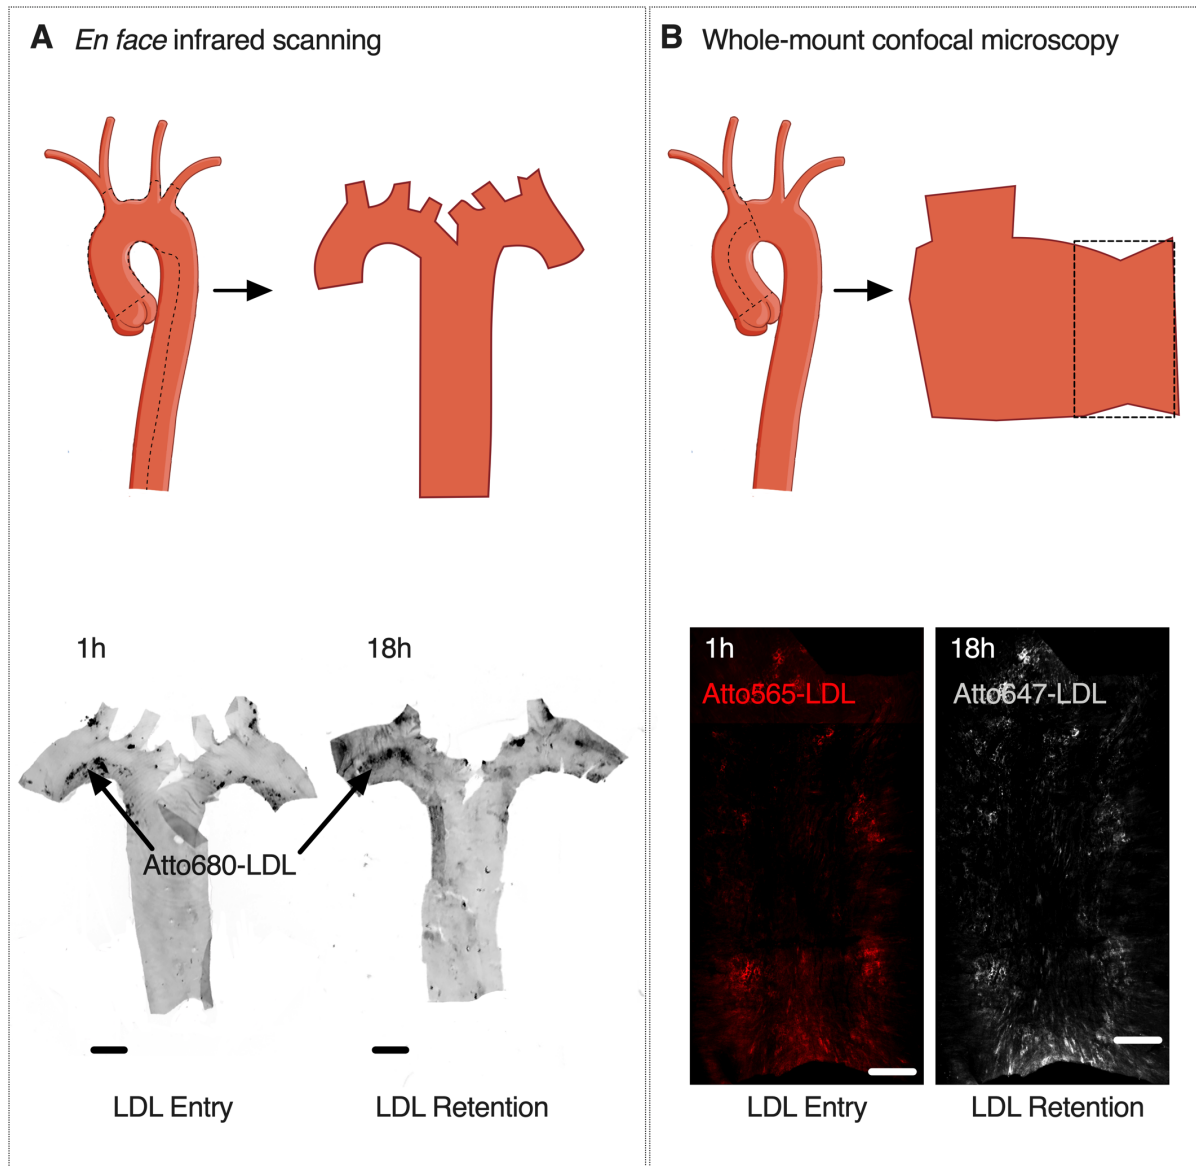 A En face infrared scanning
1h
18h
Atto680-LDL
LDL Entry
LDL Retention
B Whole-mount confocal microscopy
1h
Atto565-LDL
18h
Atto647-LDL
LDL Entry
LDL Retention